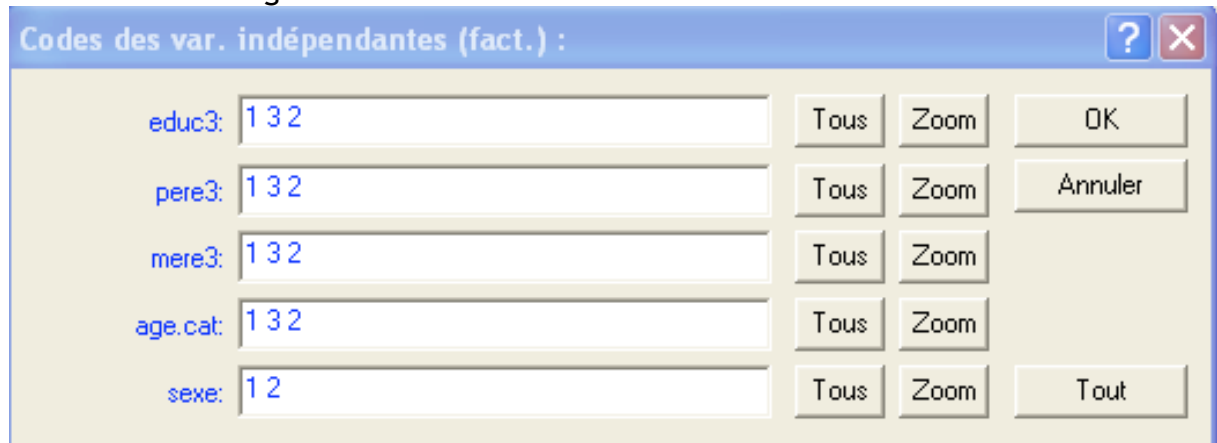 Codes des var. indépendantes (fact.) : ? X
educ3: 1 3 2 Tous Zoom OK
pere3: 1 3 2 Tous Zoom Annuler
mere3: 1 3 2 Tous Zoom
age.cat: 1 3 2 Tous Zoom
sexe: 1 2 Tous Zoom Tout